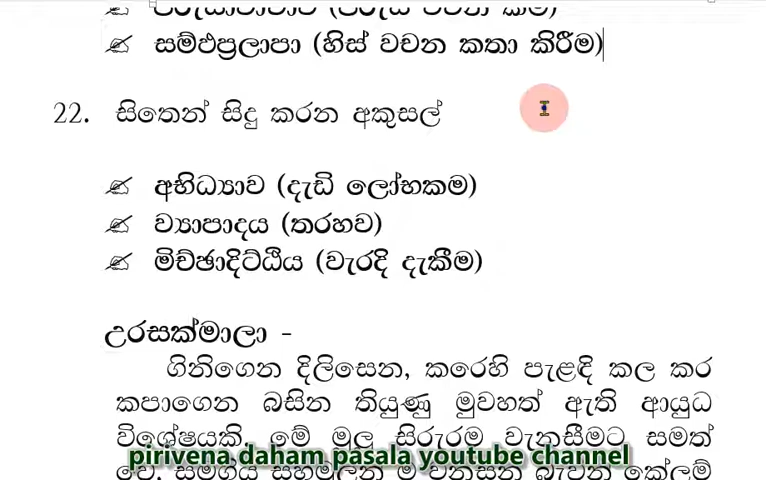 සම්ඵප්‍රලාපා (හිස් වචන කතා කිරීම)
22. සිතෙන් සිදු කරන අකුසල්
අභිධ්‍යාව (දැඩි ලෝභකම)
ව්‍යාපාදය (තරහව)
මිච්ඡාදිට්ඨිය (වැරදි දැකීම)
උරසක්මාලා -
ගිනිගෙන දිලිසෙන, කරෙහි පැළඳි කල කර
කපාගෙන බසින තියුණු මුවහත් ඇති ආයුධ
විශේෂයකි. මේ මුලු සිරුරම වැනසීමට සමත්
pirivena daham pasala youtube channel